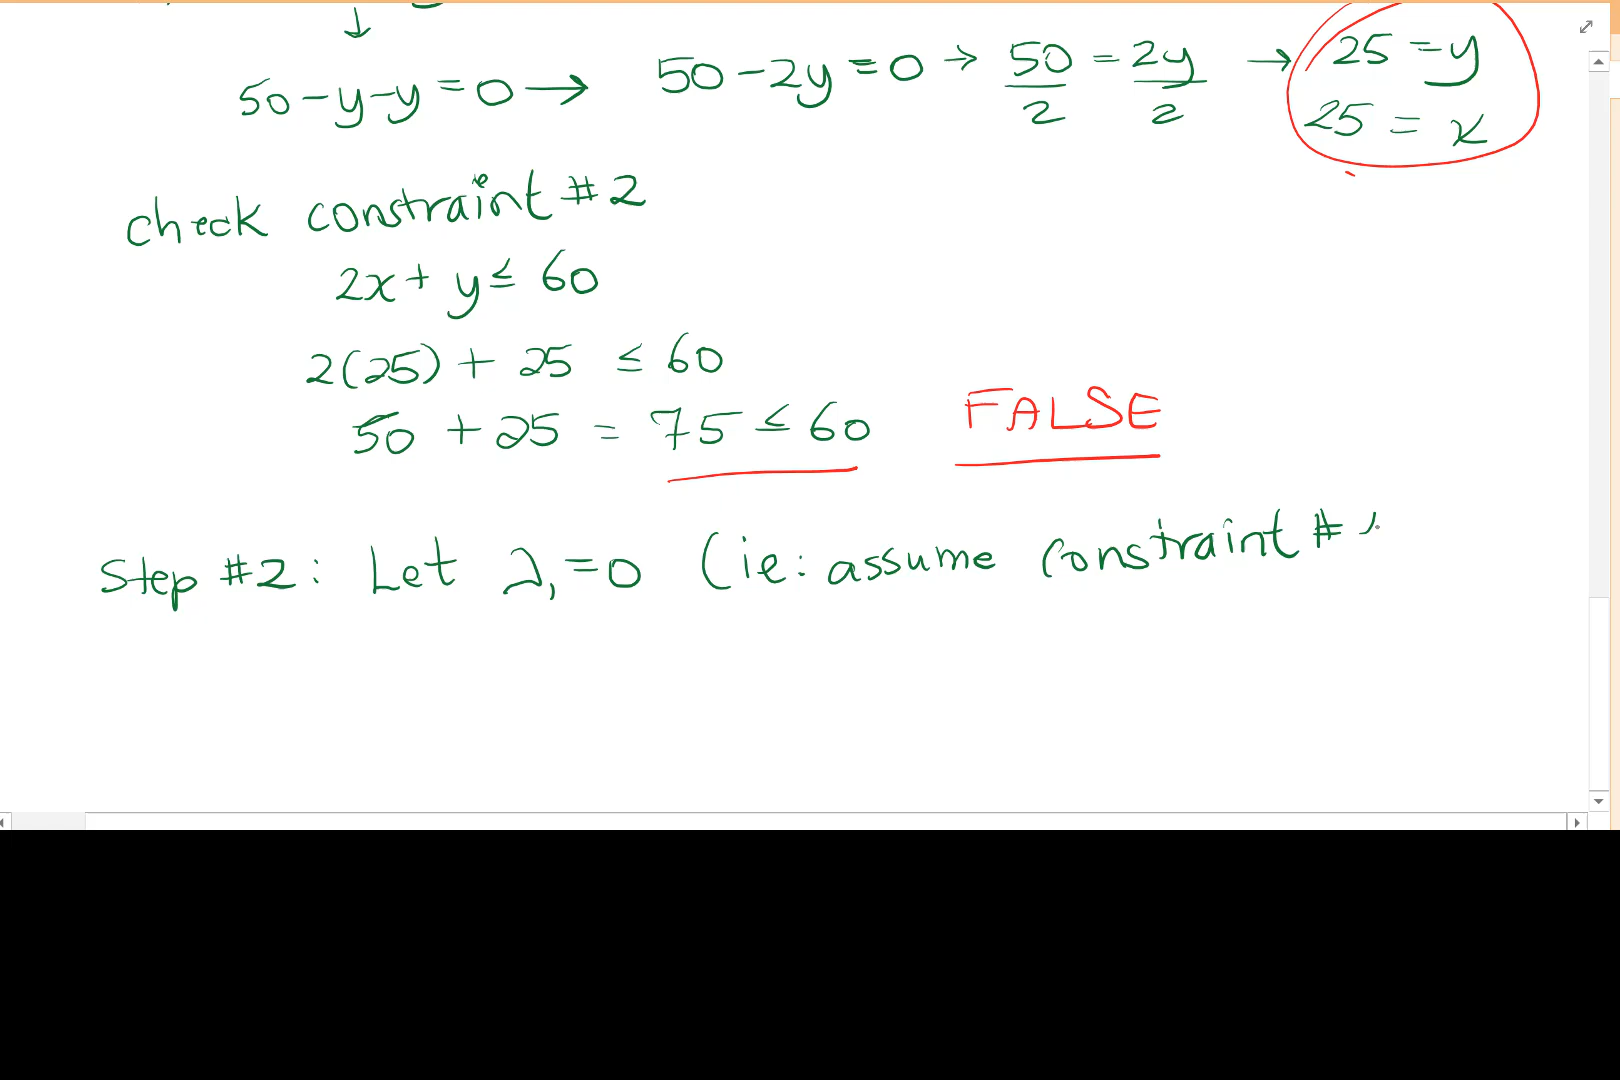 50 - y - y = 0 → 50 - 2y = 0 → 50/2 = 2y/2 → 25 = y
25 = x
check constraint #2
2x + y ≤ 60
2(25) + 25 ≤ 60
50 + 25 = 75 ≤ 60 FALSE
Step #2: Let λ₁ = 0 (ie: assume constraint #